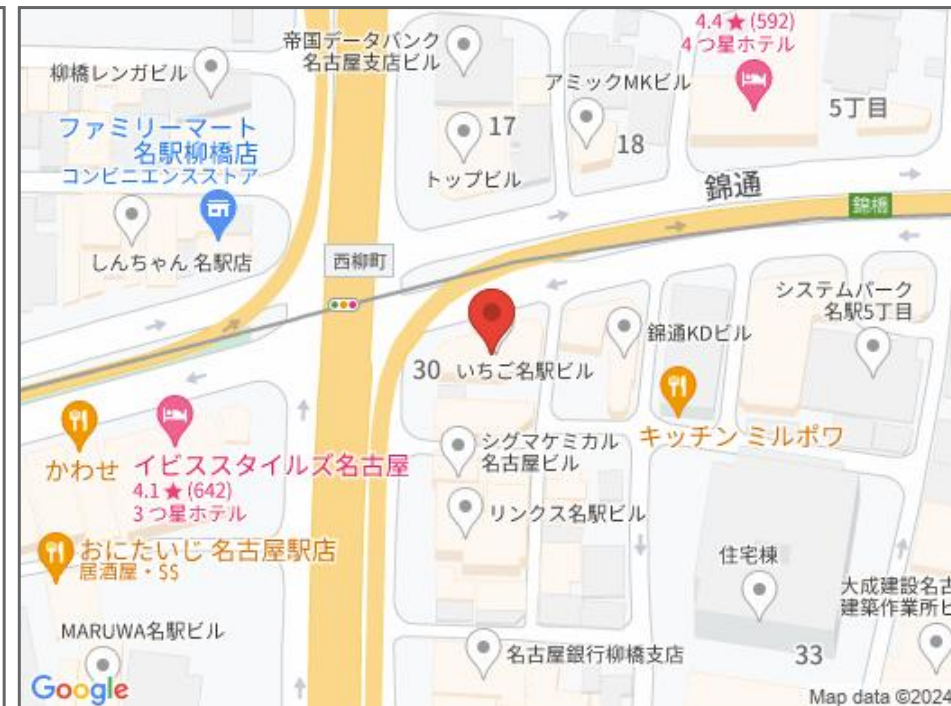 4.4 ★ (592)
4 つ星ホテル
帝国データバンク
名古屋支店ビル
柳橋レンガビル
アミックMKビル
5丁目
17
18
トップビル
ファミリーマート
名駅柳橋店
コンビニエンスストア
錦通
錦橋
しんちゃん 名駅店
西柳町
システムパーク
名駅5丁目
錦通KDビル
30
いちご名駅ビル
キッチン ミルポワ
シグマケミカル
名古屋ビル
かわせ
イビススタイルズ名古屋
4.1 ★ (642)
3 つ星ホテル
リンクス名駅ビル
おにたいじ 名古屋駅店
居酒屋・$$
住宅棟
大成建設名古
建築作業所ビ
MARUWA名駅ビル
名古屋銀行柳橋支店
33
Google
Map data ©2024